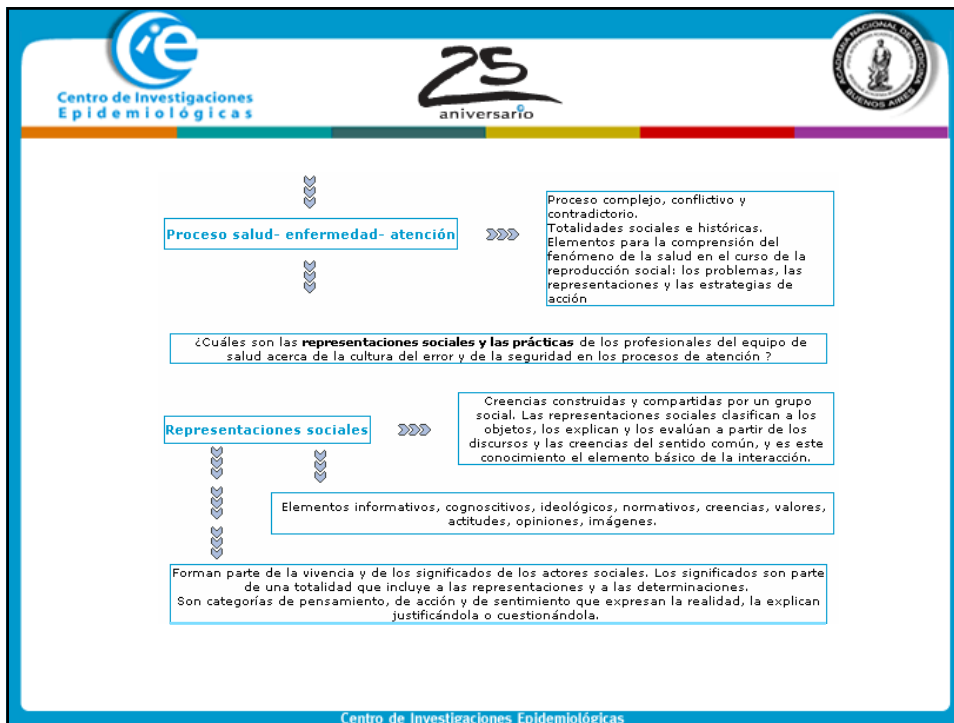 Centro de Investigaciones
Epidemiológicas
25
aniversario
ACADEMIA NACIONAL DE MEDICINA
BUENOS AIRES
Proceso salud- enfermedad- atención
Proceso complejo, conflictivo y
contradictorio.
Totalidades sociales e históricas.
Elementos para la comprensión del
fenómeno de la salud en el curso de la
reproducción social: los problemas, las
representaciones y las estrategias de
acción
¿Cuáles son las representaciones sociales y las prácticas de los profesionales del equipo de
salud acerca de la cultura del error y de la seguridad en los procesos de atención ?
Representaciones sociales
Creencias construidas y compartidas por un grupo
social. Las representaciones sociales clasifican a los
objetos, los explican y los evalúan a partir de los
discursos y las creencias del sentido común, y es este
conocimiento el elemento básico de la interacción.
Elementos informativos, cognoscitivos, ideológicos, normativos, creencias, valores,
actitudes, opiniones, imágenes.
Forman parte de la vivencia y de los significados de los actores sociales. Los significados son parte
de una totalidad que incluye a las representaciones y a las determinaciones.
Son categorías de pensamiento, de acción y de sentimiento que expresan la realidad, la explican
justificándola o cuestionándola.
Centro de Investigaciones Epidemiológicas